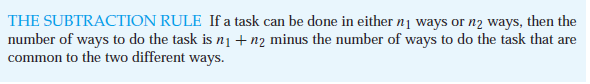 THE SUBTRACTION RULE If a task can be done in either n₁ ways or n₂ ways, then the
number of ways to do the task is n₁ + n₂ minus the number of ways to do the task that are
common to the two different ways.